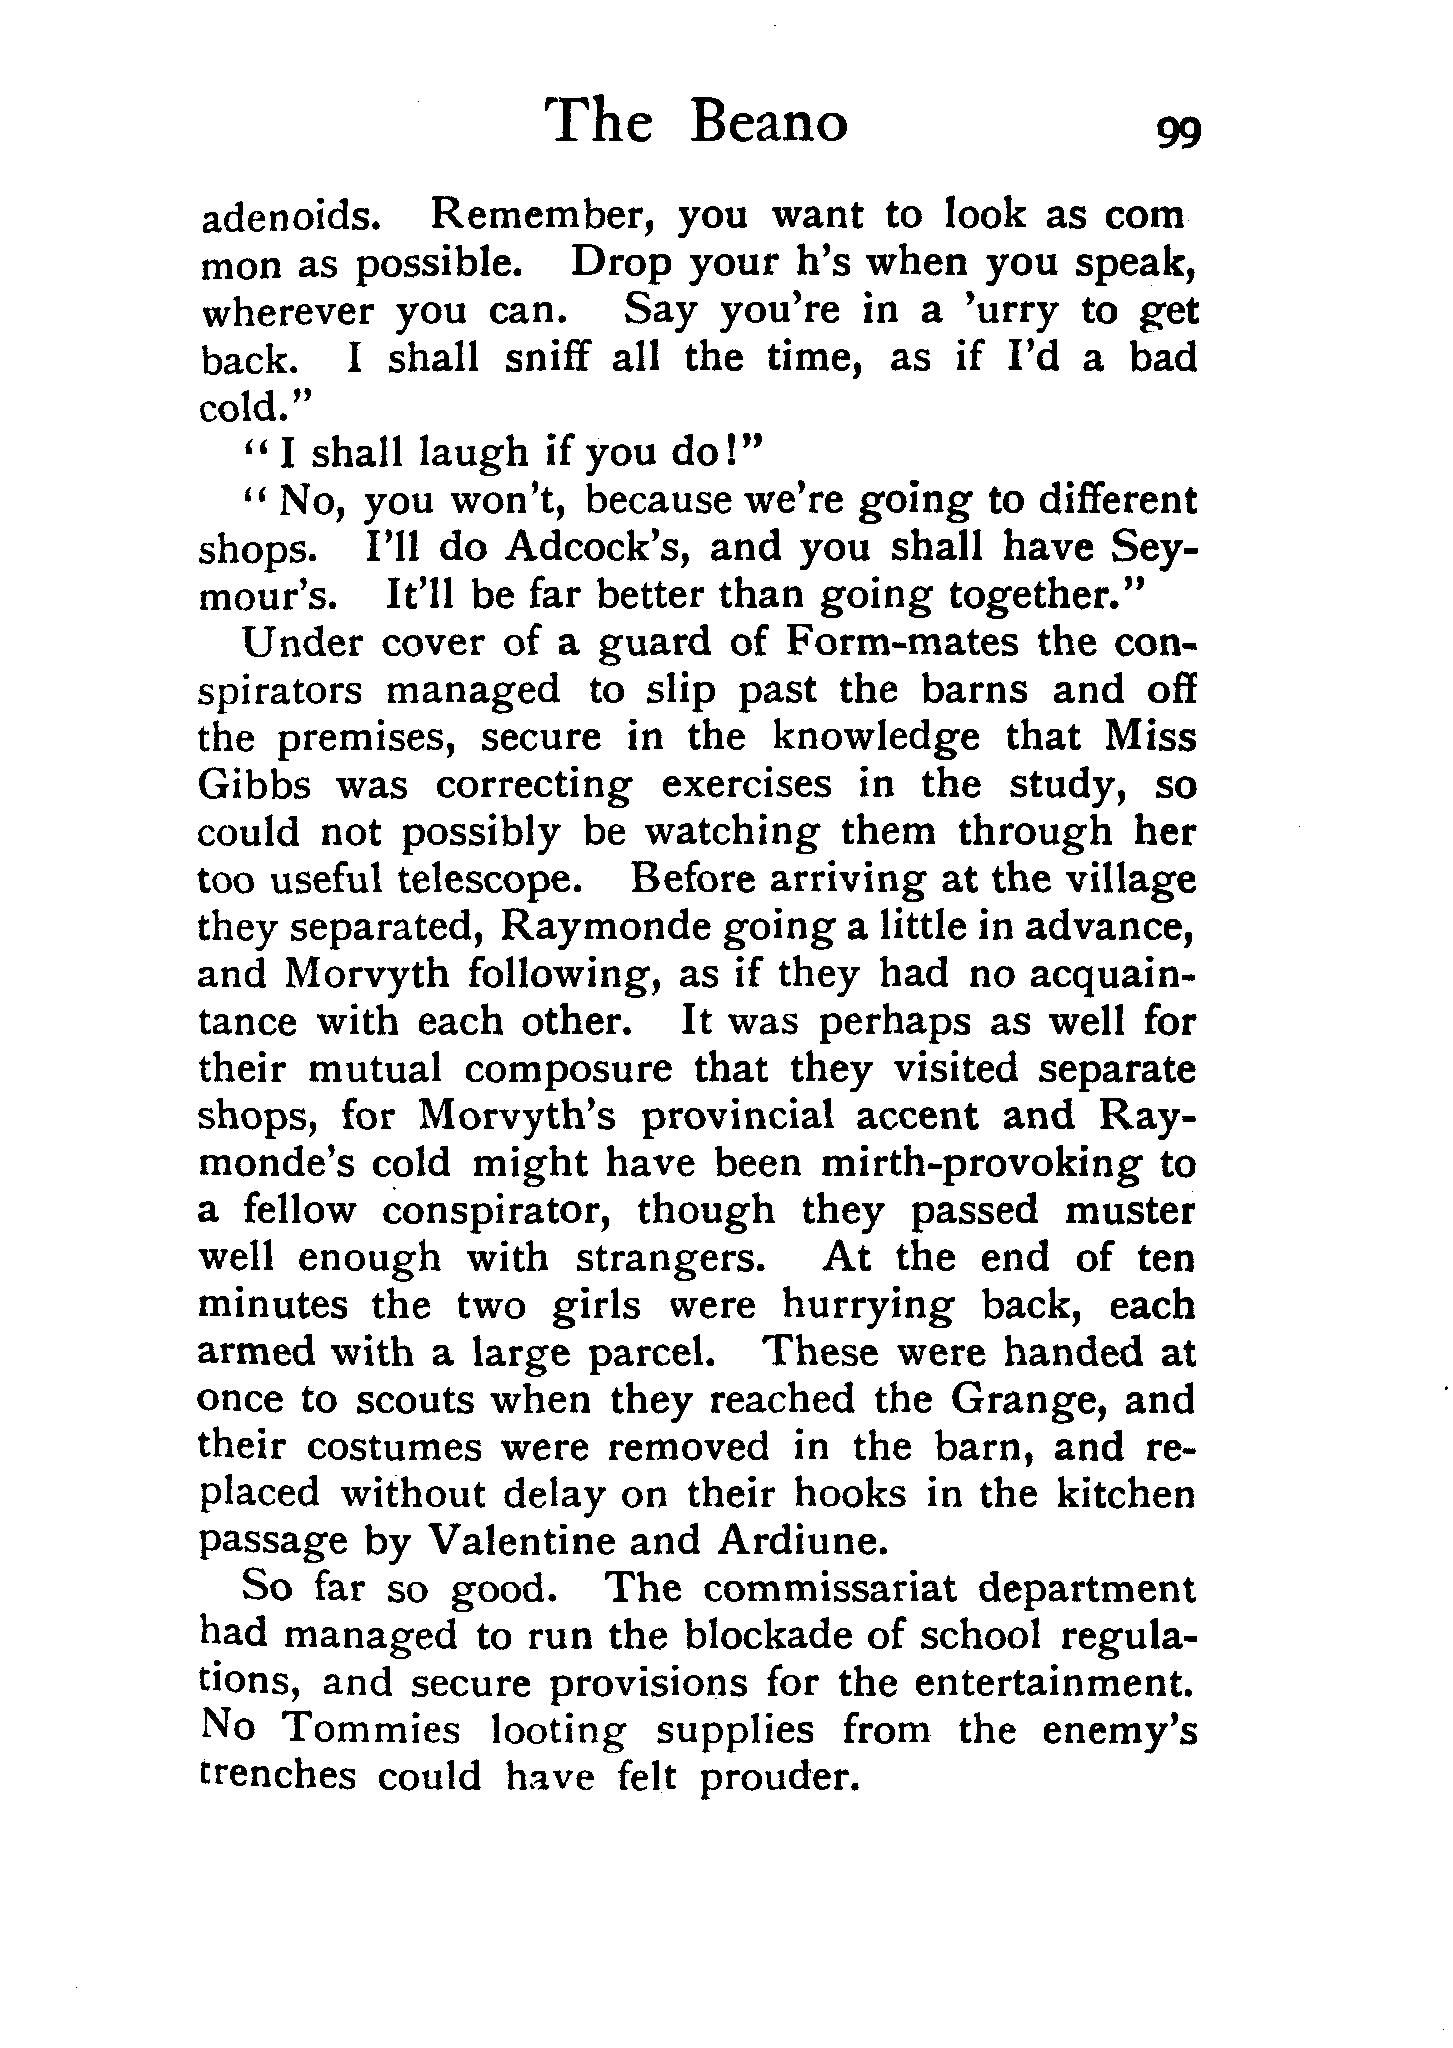 The Beano 99
adenoids. Remember, you want to look as com
mon as possible. Drop your h's when you speak,
wherever you can. Say you're in a 'urry to get
back. I shall sniff all the time, as if I'd a bad
cold."
"I shall laugh if you do!"
"No, you won't, because we're going to different
shops. I'll do Adcock's, and you shall have Sey-
mour's. It'll be far better than going together."
Under cover of a guard of Form-mates the con-
spirators managed to slip past the barns and off
the premises, secure in the knowledge that Miss
Gibbs was correcting exercises in the study, so
could not possibly be watching them through her
too useful telescope. Before arriving at the village
they separated, Raymonde going a little in advance,
and Morvyth following, as if they had no acquain-
tance with each other. It was perhaps as well for
their mutual composure that they visited separate
shops, for Morvyth's provincial accent and Ray-
monde's cold might have been mirth-provoking to
a fellow conspirator, though they passed muster
well enough with strangers. At the end of ten
minutes the two girls were hurrying back, each
armed with a large parcel. These were handed at
once to scouts when they reached the Grange, and
their costumes were removed in the barn, and re-
placed without delay on their hooks in the kitchen
passage by Valentine and Ardiune.
So far so good. The commissariat department
had managed to run the blockade of school regula-
tions, and secure provisions for the entertainment.
No Tommies looting supplies from the enemy's
trenches could have felt prouder.